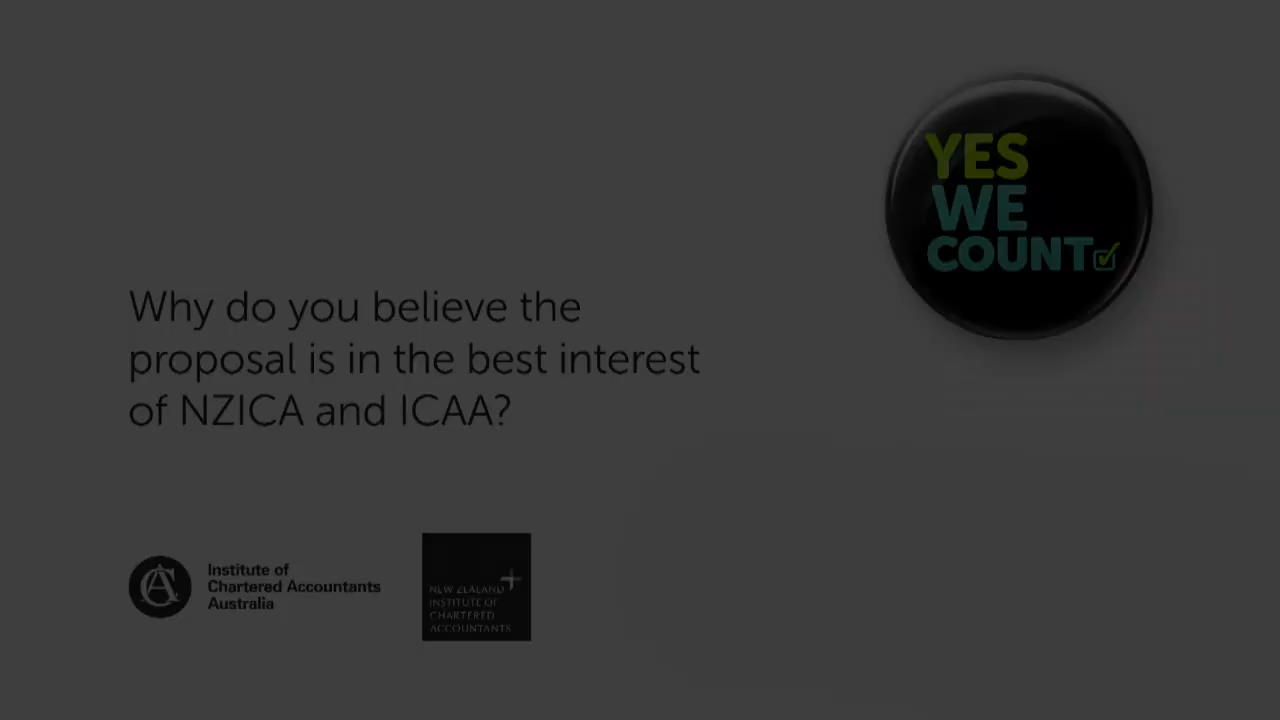 YES
WE
COUNT
Why do you believe the
proposal is in the best interest
of NZICA and ICAA?
CA
Institute of
Chartered Accountants
Australia
NEW ZEALAND
INSTITUTE OF
CHARTERED
ACCOUNTANTS